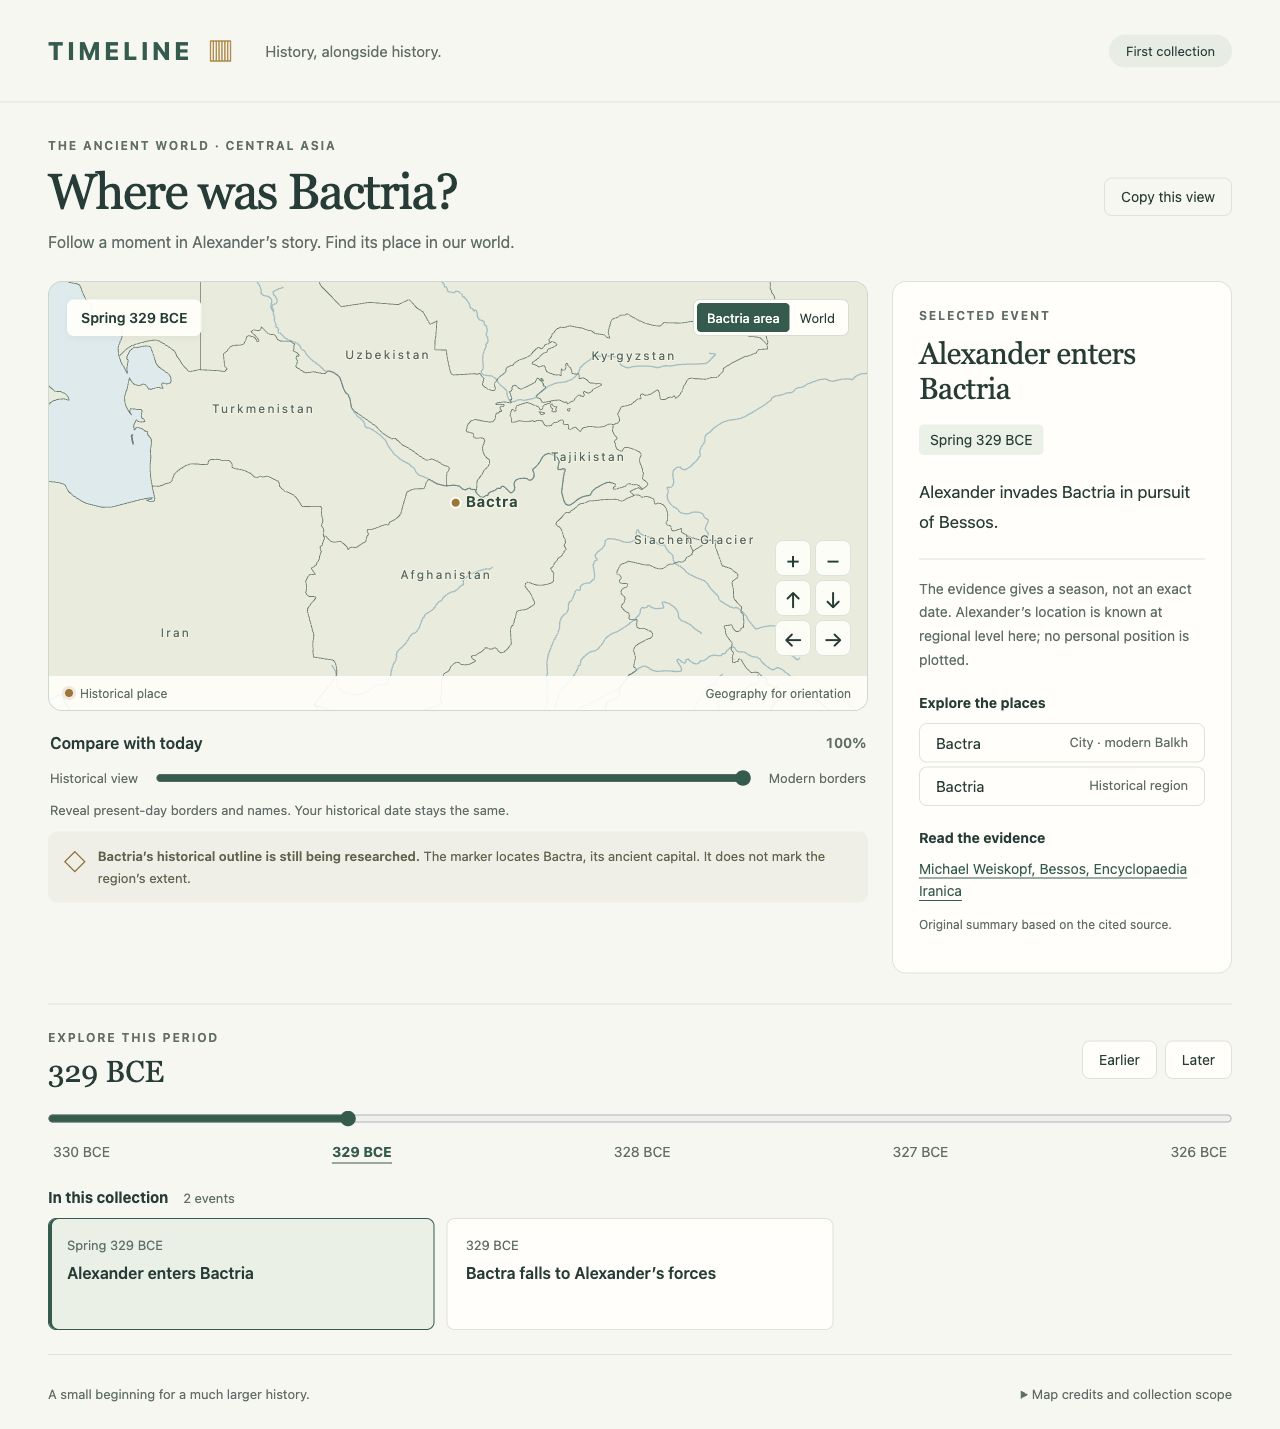 TIMELINE
History, alongside history.
First collection
THE ANCIENT WORLD · CENTRAL ASIA
Where was Bactria?
Copy this view
Follow a moment in Alexander’s story. Find its place in our world.
Spring 329 BCE
Bactria area
World
Uzbekistan
Kyrgyzstan
Turkmenistan
Tajikistan
Bactra
Siachen Glacier
Afghanistan
Iran
+
−
↑
↓
←
→
Historical place
Geography for orientation
Compare with today
100%
Historical view
Modern borders
Reveal present-day borders and names. Your historical date stays the same.
Bactria’s historical outline is still being researched. The marker locates Bactra, its ancient capital. It does not mark the
region’s extent.
SELECTED EVENT
Alexander enters
Bactria
Spring 329 BCE
Alexander invades Bactria in pursuit
of Bessos.
The evidence gives a season, not an exact
date. Alexander’s location is known at
regional level here; no personal position is
plotted.
Explore the places
Bactra
City · modern Balkh
Bactria
Historical region
Read the evidence
Michael Weiskopf, Bessos, Encyclopaedia
Iranica
Original summary based on the cited source.
EXPLORE THIS PERIOD
329 BCE
Earlier
Later
330 BCE
329 BCE
328 BCE
327 BCE
326 BCE
In this collection
2 events
Spring 329 BCE
Alexander enters Bactria
329 BCE
Bactra falls to Alexander’s forces
A small beginning for a much larger history.
Map credits and collection scope